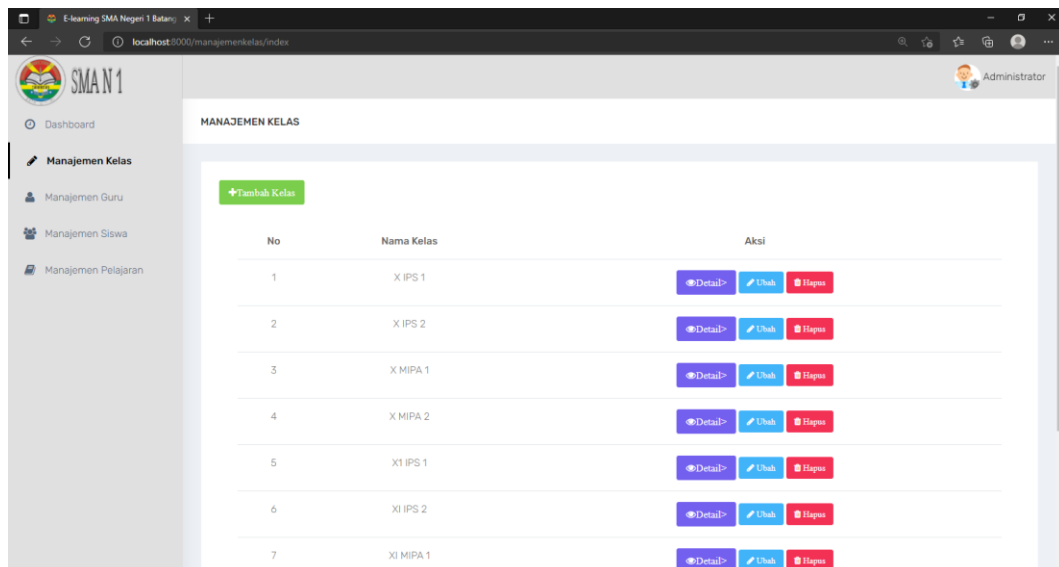 E-learning SMA Negeri 1 Batang
localhost:8000/manajemenkelas/index
SMA N 1
Administrator
Dashboard
MANAJEMEN KELAS
Manajemen Kelas
Manajemen Guru
Manajemen Siswa
Manajemen Pelajaran
+Tambah Kelas
No Nama Kelas Aksi
1 X IPS 1 Detail> Ubah Hapus
2 X IPS 2 Detail> Ubah Hapus
3 X MIPA 1 Detail> Ubah Hapus
4 X MIPA 2 Detail> Ubah Hapus
5 X1 IPS 1 Detail> Ubah Hapus
6 XI IPS 2 Detail> Ubah Hapus
7 XI MIPA 1 Detail> Ubah Hapus